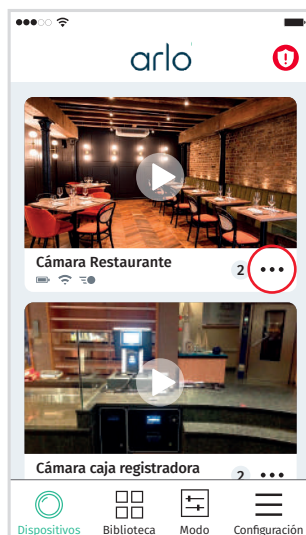 arlo
Cámara Restaurante
2
Cámara caja registradora
2
Dispositivos Biblioteca Modo Configuración